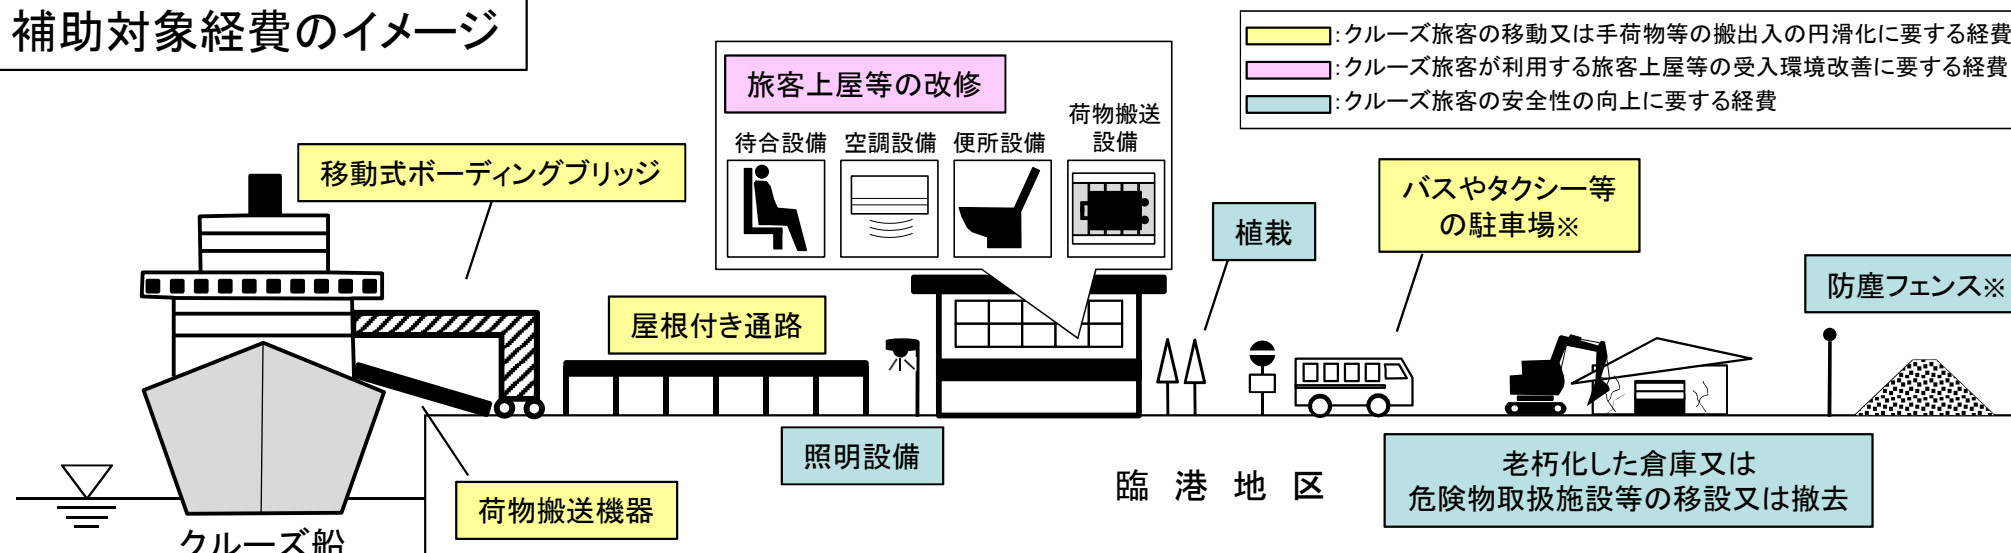 補助対象経費のイメージ
：クルーズ旅客の移動又は手荷物等の搬出入の円滑化に要する経費
：クルーズ旅客が利用する旅客上屋等の受入環境改善に要する経費
：クルーズ旅客の安全性の向上に要する経費
旅客上屋等の改修
待合設備
空調設備
便所設備
荷物搬送
設備
移動式ボーディングブリッジ
バスやタクシー等
の駐車場※
植栽
防塵フェンス※
屋根付き通路
照明設備
臨港地区
老朽化した倉庫又は
危険物取扱施設等の移設又は撤去
荷物搬送機器
クルーズ船